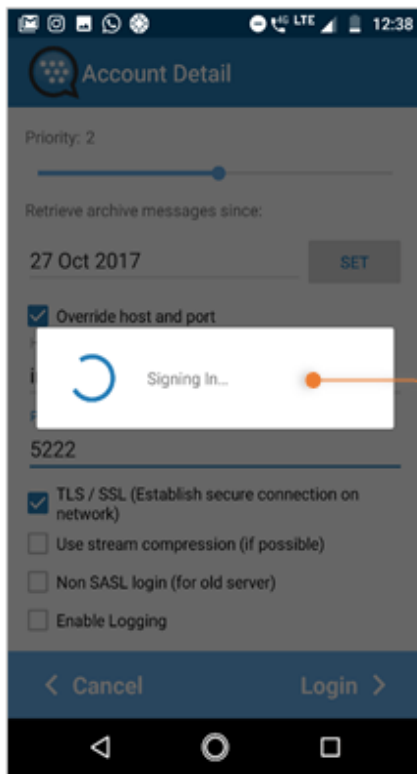 LTE 12:38
Account Detail
Priority: 2
Retrieve archive messages since:
27 Oct 2017 SET
Override host and port
Signing In...
5222
TLS / SSL (Establish secure connection on
network)
Use stream compression (if possible)
Non SASL login (for old server)
Enable Logging
Cancel Login